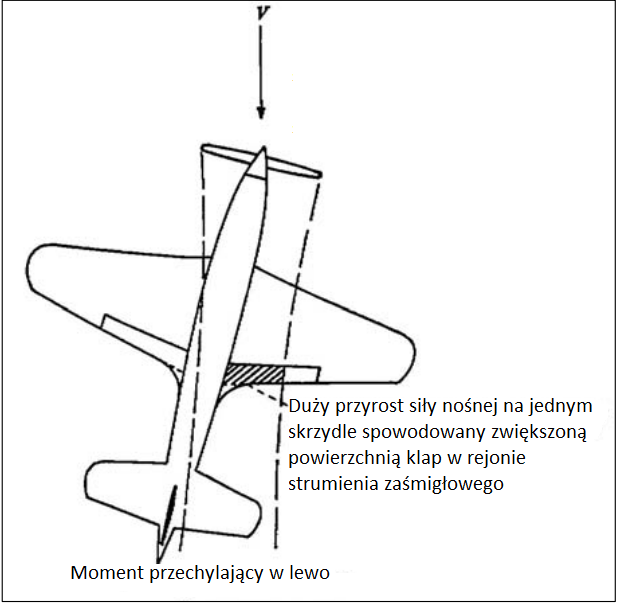 V
Duży przyrost siły nośnej na jednym
skrzydle spowodowany zwiększoną
powierzchnią klap w rejonie
strumienia zaśmigłowego
Moment przechylający w lewo